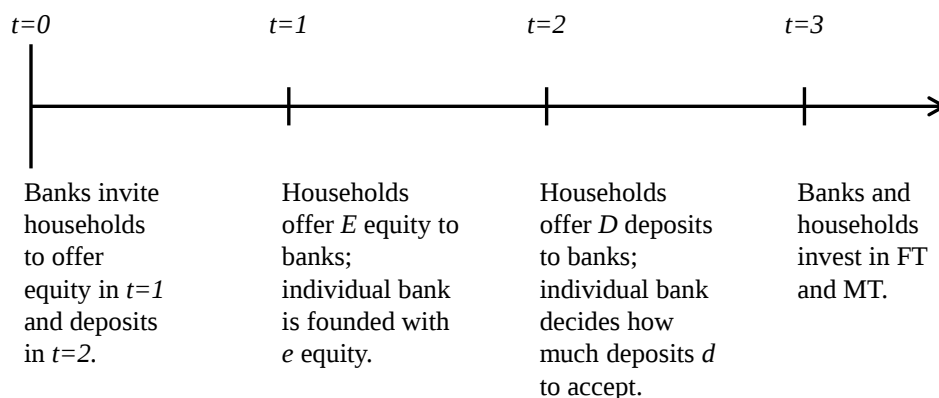 t=0
t=1
t=2
t=3
Banks invite
households
to offer
equity in t=1
and deposits
in t=2.
Households
offer E equity to
banks;
individual bank
is founded with
e equity.
Households
offer D deposits
to banks;
individual bank
decides how
much deposits d
to accept.
Banks and
households
invest in FT
and MT.